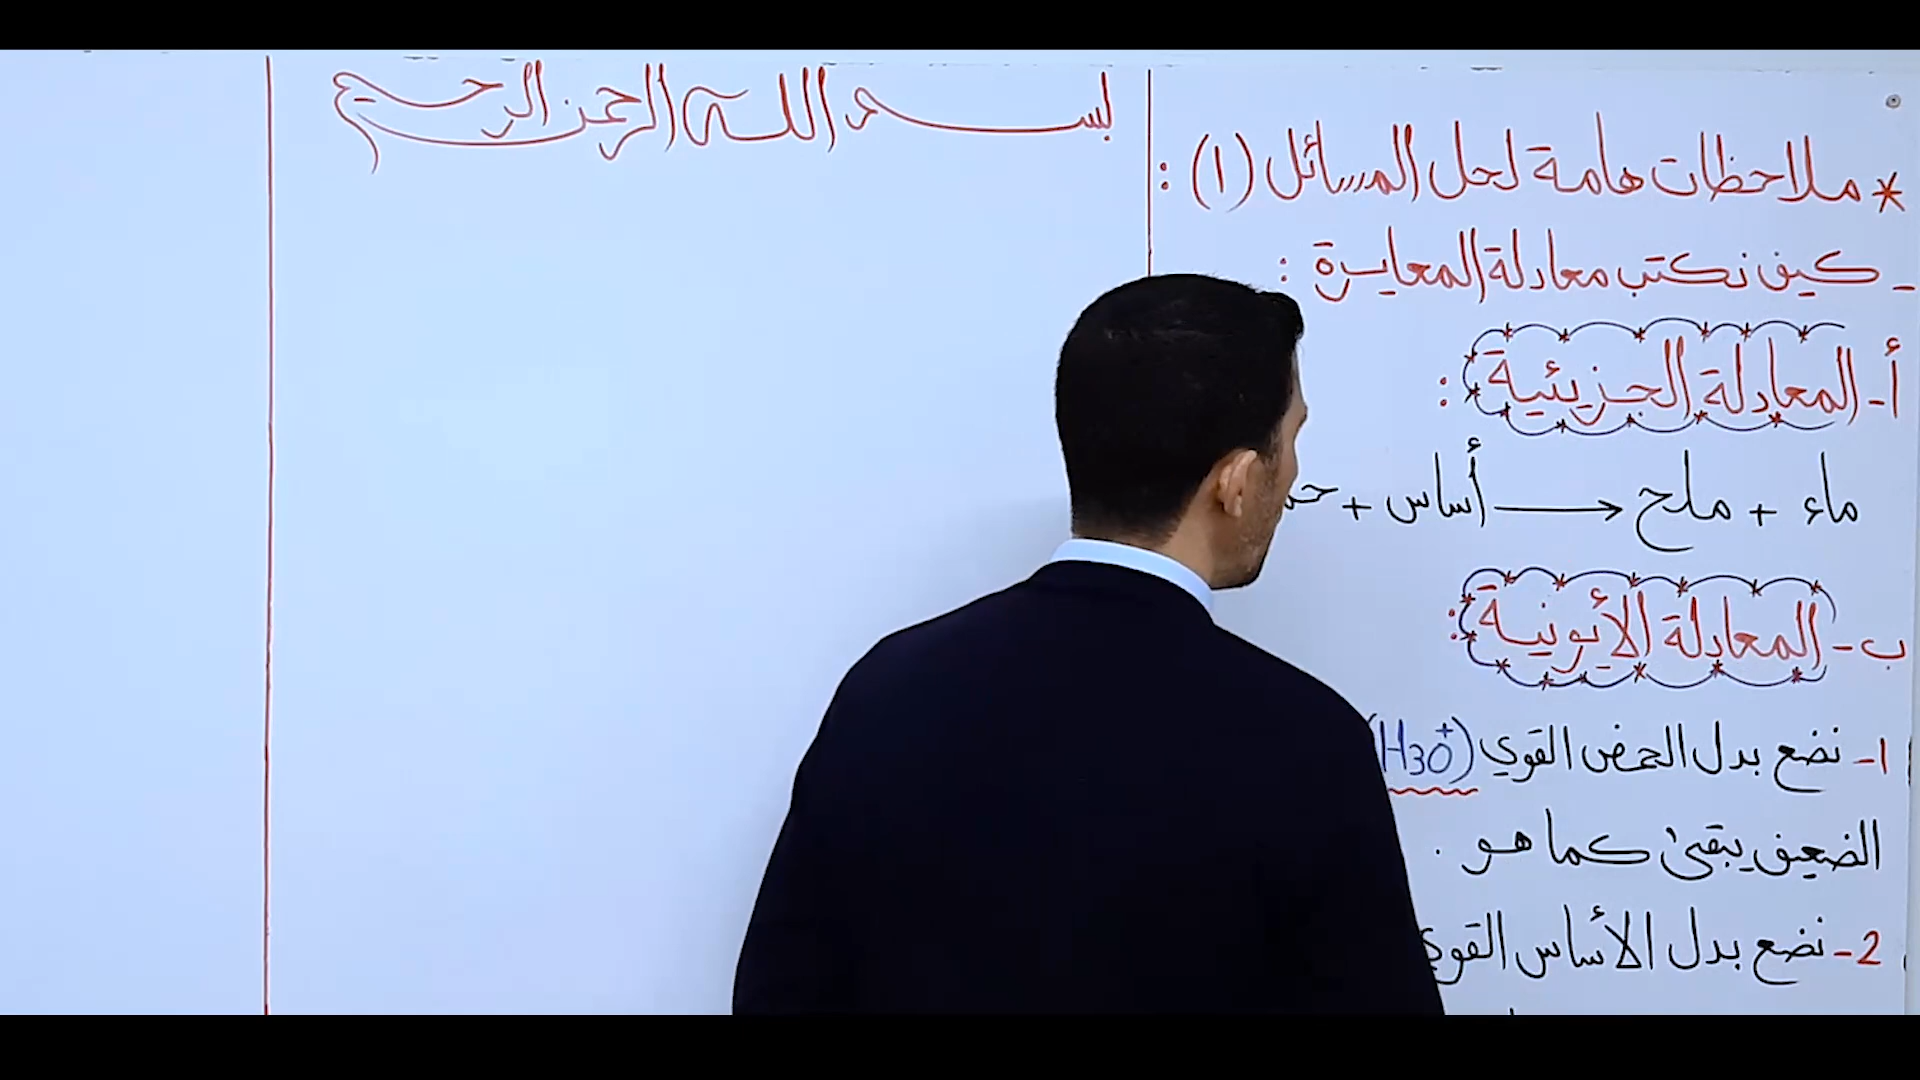 بسم الله الرحمن الرحيم
* ملاحظات هامة لحل المسائل (1) :
- كيف نكتب معادلة المعايرة :
أ- المعادلة الجزيئية :
+ أساس ⟶ ملح + ماء
ب- المعادلة الأيونية :
1- نضع بدل الحمض القوي (H3O+)
الضعيف يبقى كما هو .
2- نضع بدل الأساس القوي